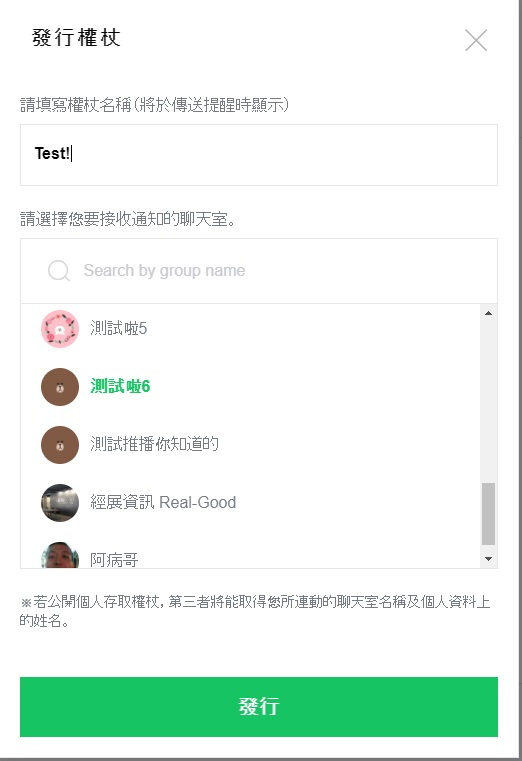 發行權杖
請填寫權杖名稱(將於傳送提醒時顯示)
Test!
請選擇您要接收通知的聊天室。
Search by group name
測試啦5
測試啦6
測試推播你知道的
經展資訊 Real-Good
阿病哥
※若公開個人存取權杖, 第三者將能取得您所連動的聊天室名稱及個人資料上
的姓名。
發行